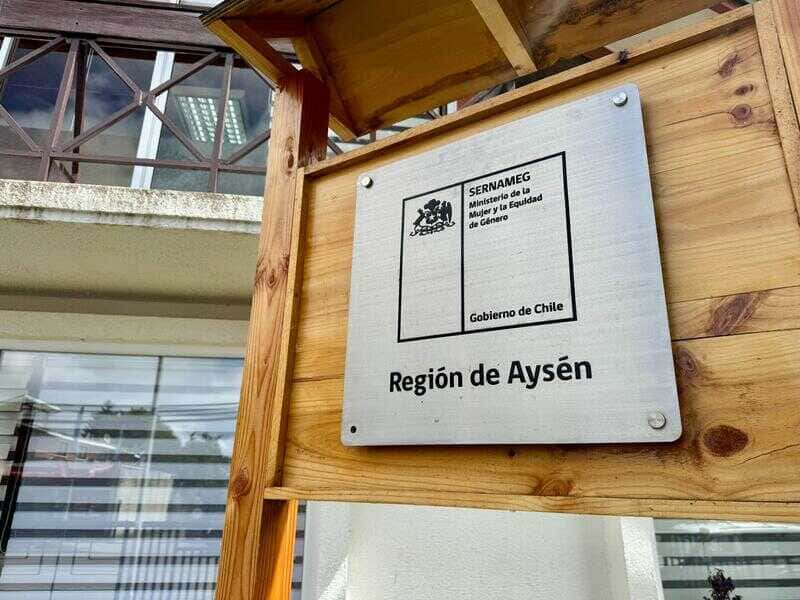 SERNAMEG
Ministerio de la
Mujer y la Equidad
de Género
Gobierno de Chile
Región de Aysén